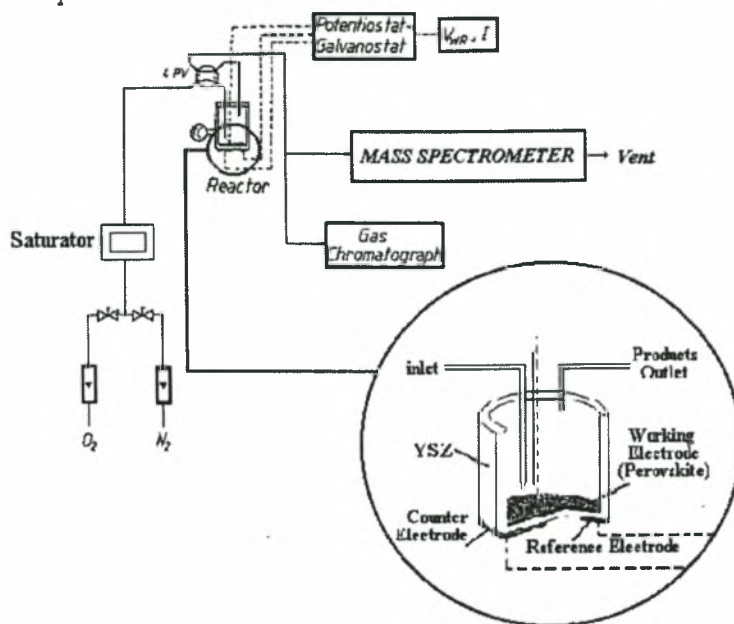 Potentiostat
Galvanostat
V_WR, I
4 PV
TC
Reactor
MASS SPECTROMETER
Vent
Saturator
Gas
Chromatograph
O₂
N₂
inlet
Products
Outlet
YSZ
Working
Electrode
(Perovskite)
Counter
Electrode
Reference Electrode